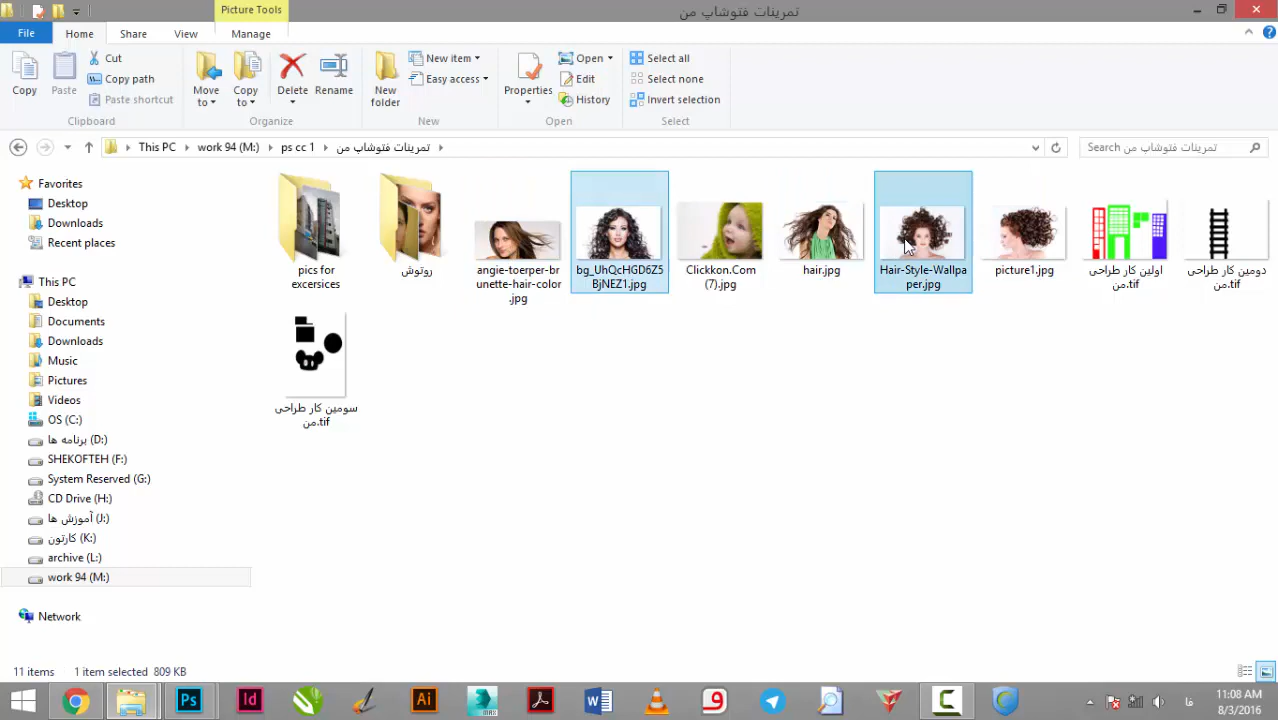 Picture Tools
تمرینات فتوشاپ من
File
Home
Share
View
Manage
Copy
Paste
Cut
Copy path
Paste shortcut
Clipboard
Move to
Copy to
Delete
Rename
Organize
New folder
New item
Easy access
New
Properties
Open
Edit
History
Open
Select all
Select none
Invert selection
Select
This PC
work 94 (M:)
ps cc 1
تمرینات فتوشاپ من
Search تمرینات فتوشاپ من
Favorites
Desktop
Downloads
Recent places
This PC
Desktop
Documents
Downloads
Music
Pictures
Videos
OS (C:)
برنامه ها (D:)
SHEKOFTEH (F:)
System Reserved (G:)
CD Drive (H:)
آموزش ها (J:)
کارتون (K:)
archive (L:)
work 94 (M:)
Network
pics for
excersices
روتوش
angie-toerper-br
unette-hair-color
.jpg
bg_UhQcHGD6Z5
BjNEZ1.jpg
Clickkon.Com
(7).jpg
hair.jpg
Hair-Style-Wallpa
per.jpg
picture1.jpg
اولین کار طراحی
من.tif
دومین کار طراحی
من.tif
سومین کار طراحی
من.tif
11 items
1 item selected 809 KB
Ps
Id
Ai
فا
11:08 AM
8/3/2016